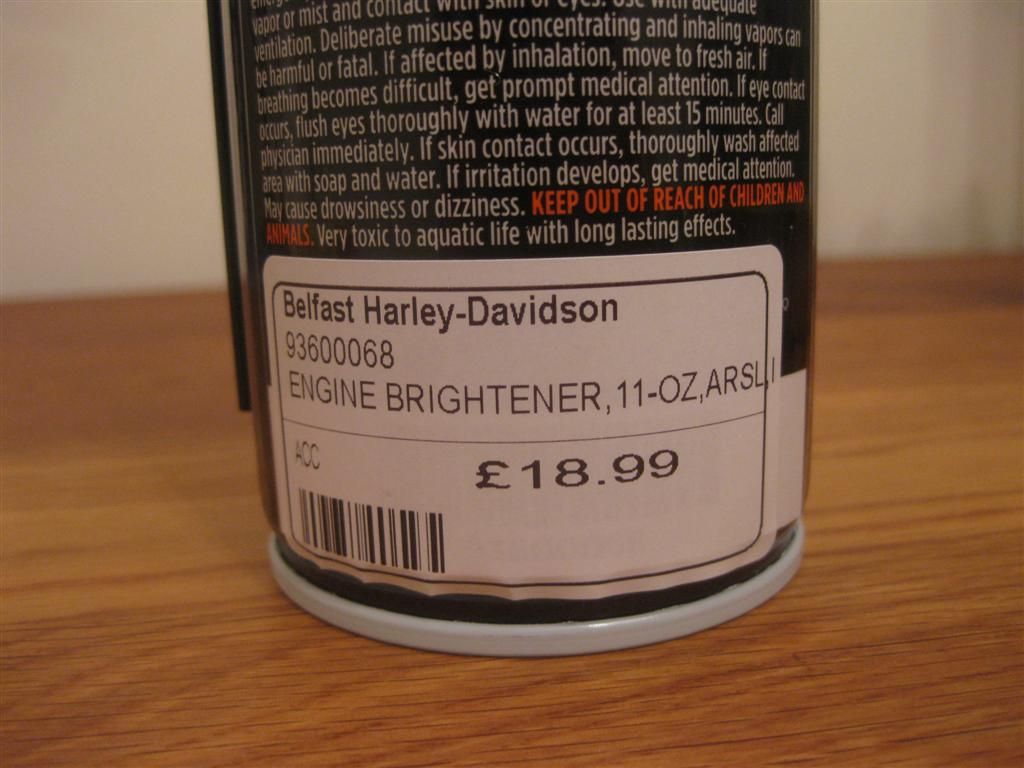 vapor or mist and contact with skin or eyes. Use with adequate
ventilation. Deliberate misuse by concentrating and inhaling vapors can
be harmful or fatal. If affected by inhalation, move to fresh air. If
breathing becomes difficult, get prompt medical attention. If eye contact
occurs, flush eyes thoroughly with water for at least 15 minutes. Call
physician immediately. If skin contact occurs, thoroughly wash affected
area with soap and water. If irritation develops, get medical attention.
May cause drowsiness or dizziness. KEEP OUT OF REACH OF CHILDREN AND
ANIMALS. Very toxic to aquatic life with long lasting effects.
Belfast Harley-Davidson
93600068
ENGINE BRIGHTENER,11-OZ,ARSL,I
ACC
£18.99